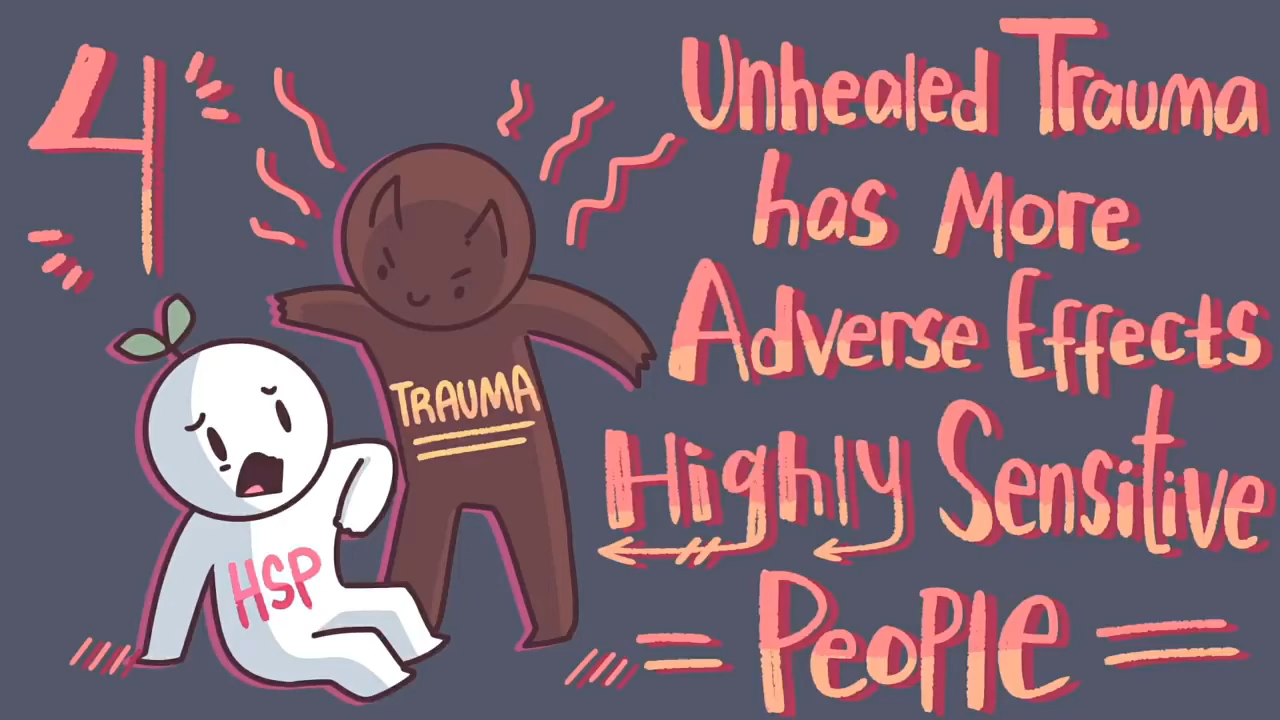 4
Unhealed Trauma
has More
Adverse Effects
Highly Sensitive
People
TRAUMA
HSP